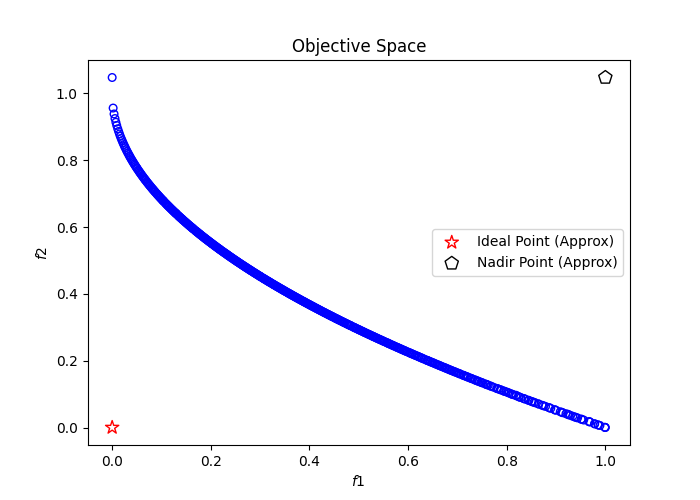 Objective Space
1.0
0.8
0.6
0.4
0.2
0.0
f2
Ideal Point (Approx)
Nadir Point (Approx)
0.0 0.2 0.4 0.6 0.8 1.0
f1